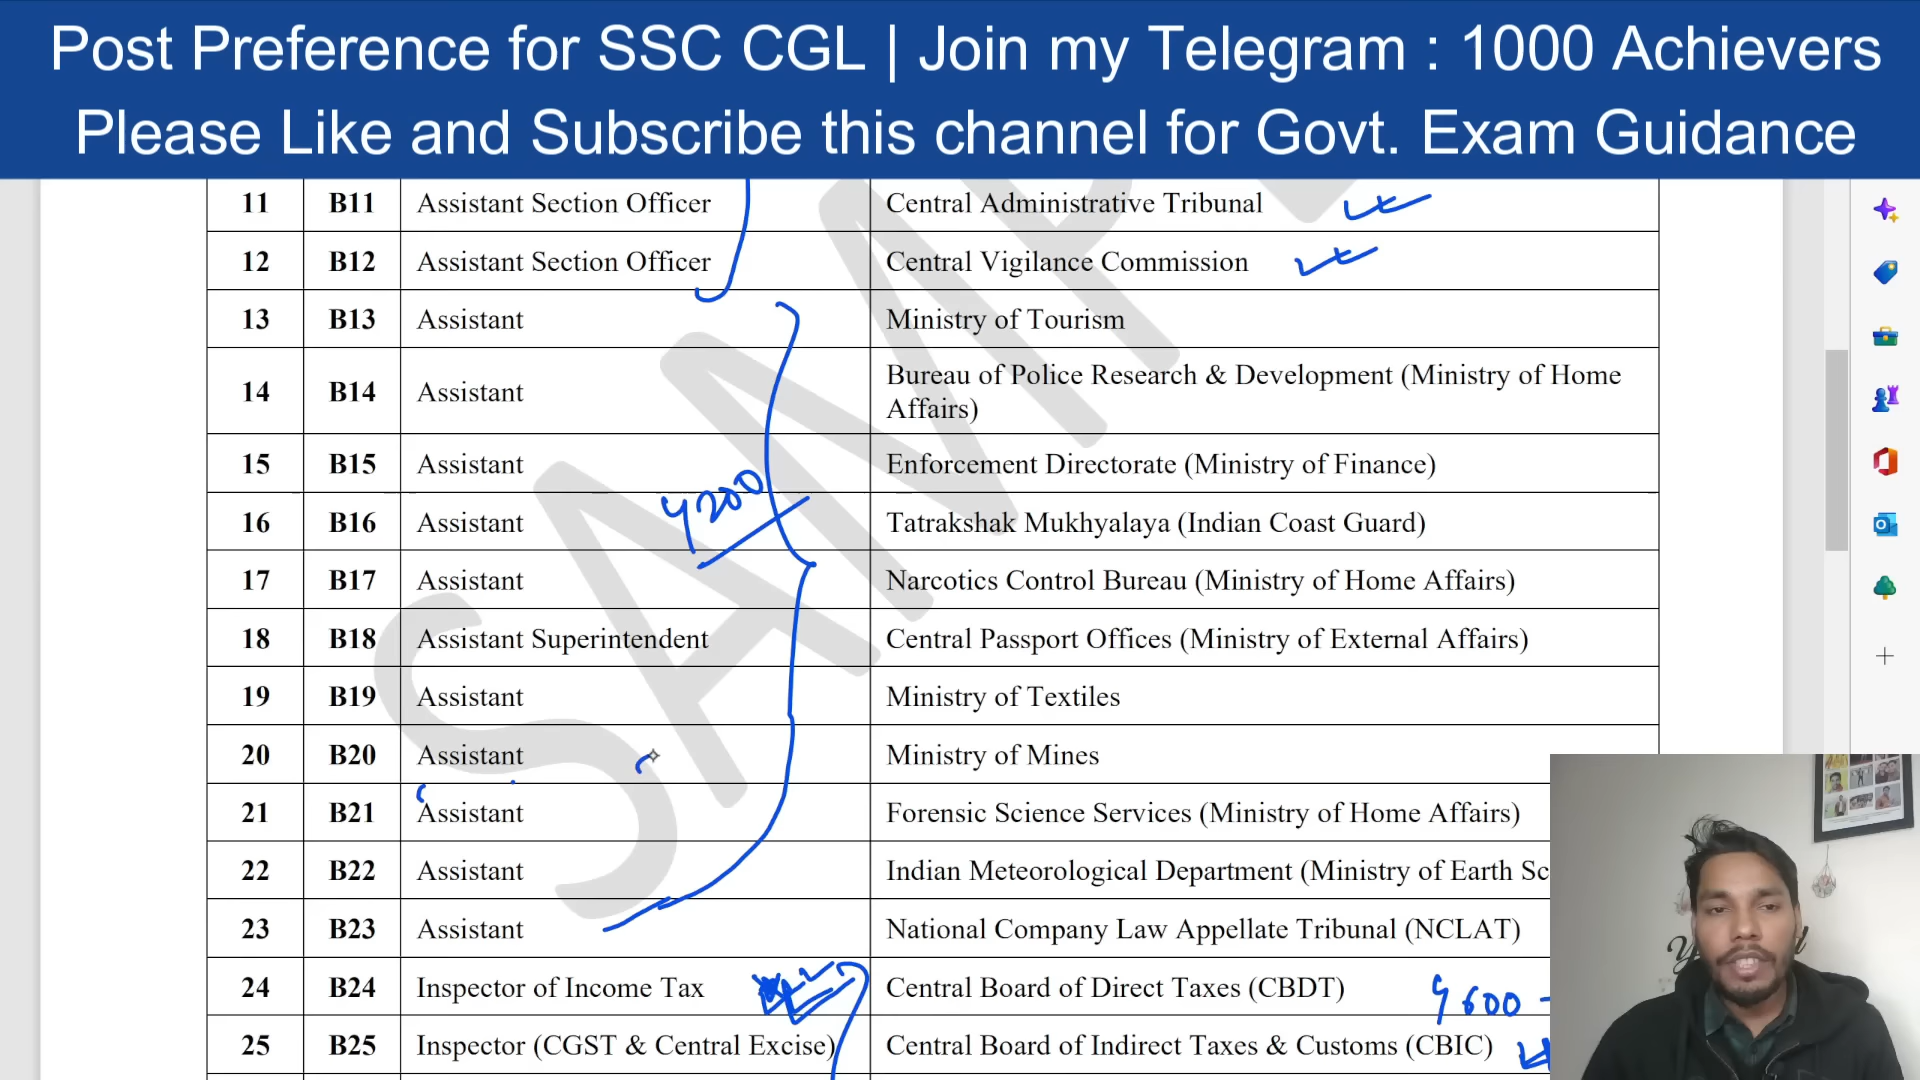 Post Preference for SSC CGL | Join my Telegram : 1000 Achievers
Please Like and Subscribe this channel for Govt. Exam Guidance
11 B11 Assistant Section Officer Central Administrative Tribunal
12 B12 Assistant Section Officer Central Vigilance Commission
13 B13 Assistant Ministry of Tourism
14 B14 Assistant Bureau of Police Research & Development (Ministry of Home
Affairs)
15 B15 Assistant Enforcement Directorate (Ministry of Finance)
4200
16 B16 Assistant Tatrakshak Mukhyalaya (Indian Coast Guard)
17 B17 Assistant Narcotics Control Bureau (Ministry of Home Affairs)
18 B18 Assistant Superintendent Central Passport Offices (Ministry of External Affairs)
19 B19 Assistant Ministry of Textiles
20 B20 Assistant Ministry of Mines
21 B21 Assistant Forensic Science Services (Ministry of Home Affairs)
22 B22 Assistant Indian Meteorological Department (Ministry of Earth Sc
23 B23 Assistant National Company Law Appellate Tribunal (NCLAT)
24 B24 Inspector of Income Tax Central Board of Direct Taxes (CBDT) 4600 -
25 B25 Inspector (CGST & Central Excise) Central Board of Indirect Taxes & Customs (CBIC)